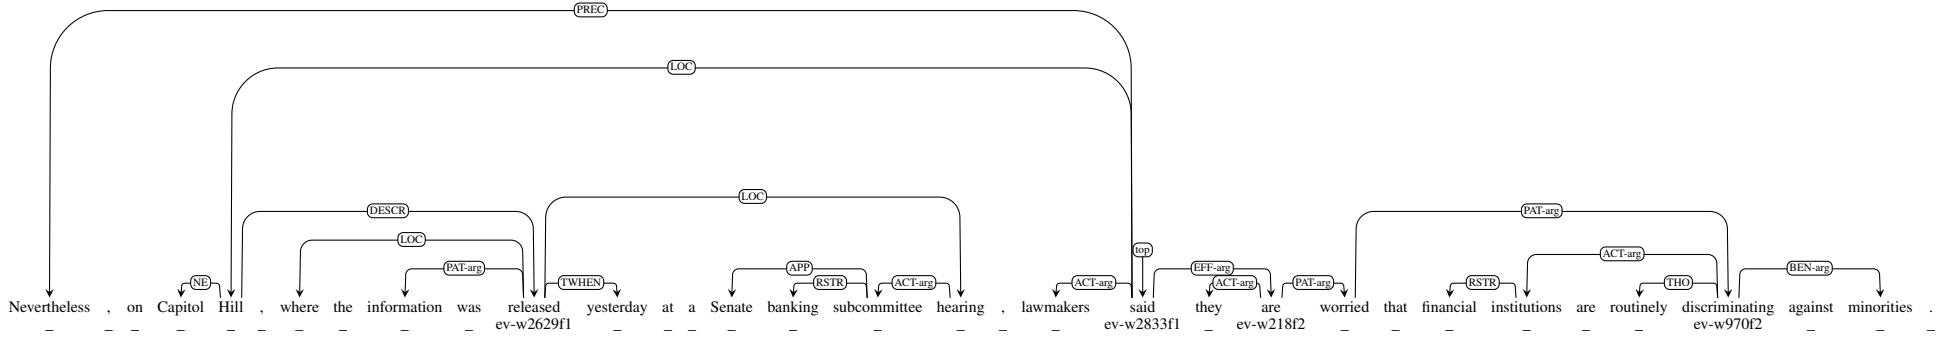 PREC
LOC
LOC
DESCR PAT-arg
LOC
top
PAT-arg APP EFF-arg ACT-arg BEN-arg
NE TWHEN RSTR ACT-arg ACT-arg ACT-arg PAT-arg RSTR THO
Nevertheless , on Capitol Hill , where the information was released yesterday at a Senate banking subcommittee hearing , lawmakers said they are worried that financial institutions are routinely discriminating against minorities .
_ _ _ _ _ _ _ _ _ _ ev-w2629f1 _ _ _ _ _ _ _ _ _ ev-w2833f1 _ ev-w218f2 _ _ _ _ _ _ ev-w970f2 _ _ _